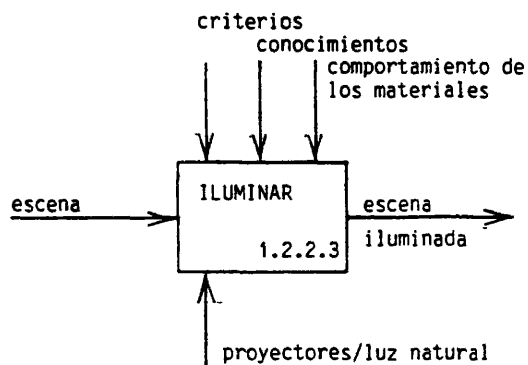 criterios
conocimientos
comportamiento de
los materiales
escena
ILUMINAR
1.2.2.3
escena
iluminada
proyectores/luz natural